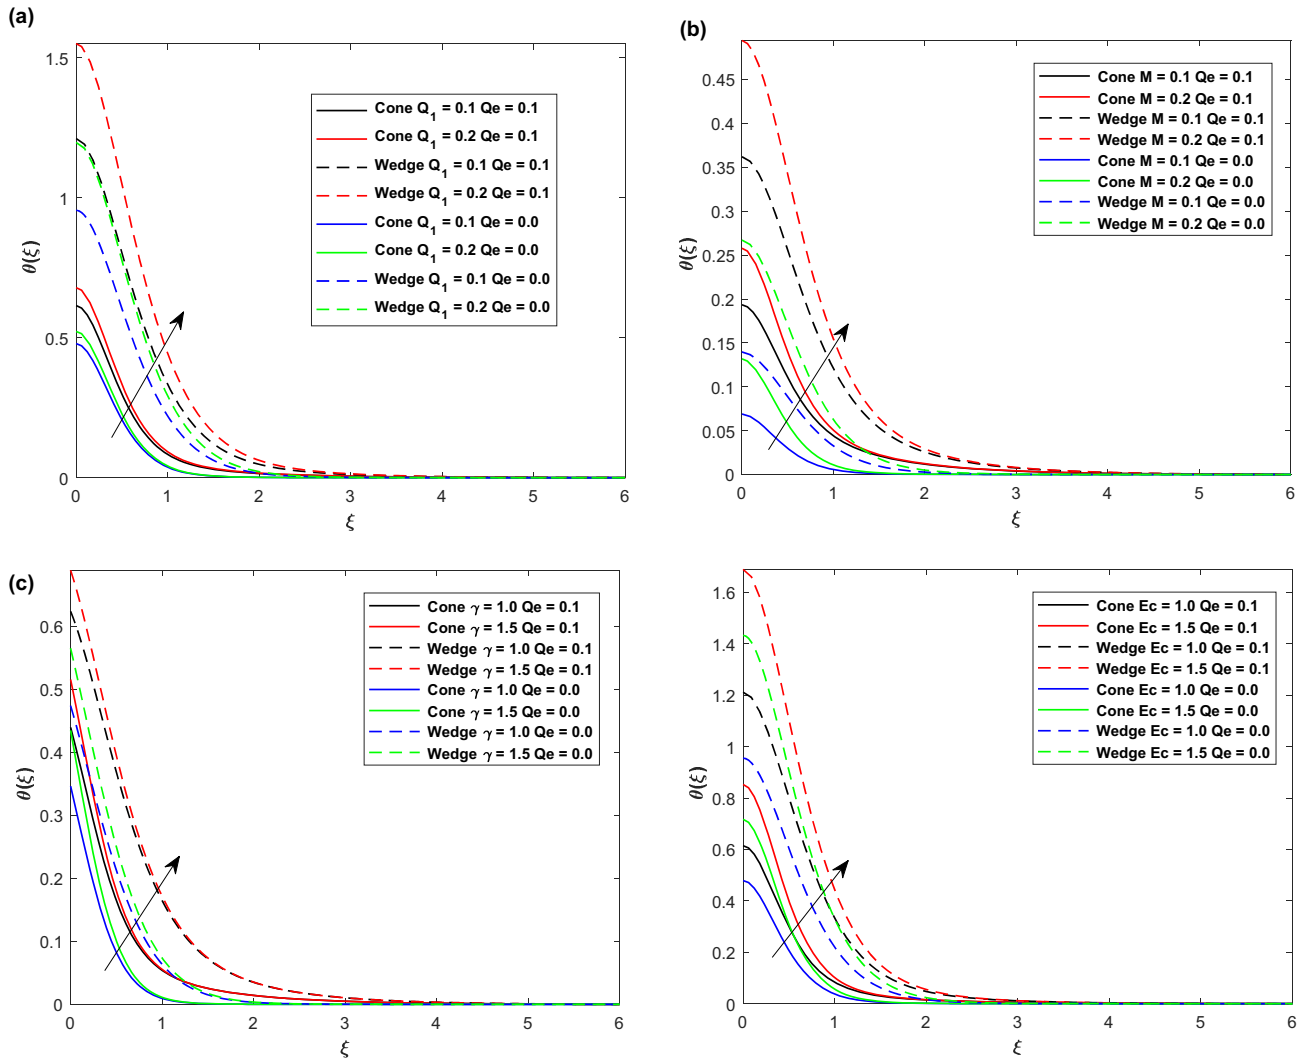 (a)
1.5
1
0.5
0
θ(ξ)
0 1 2 3 4 5 6
ξ
Cone Q1 = 0.1 Qe = 0.1
Cone Q1 = 0.2 Qe = 0.1
Wedge Q1 = 0.1 Qe = 0.1
Wedge Q1 = 0.2 Qe = 0.1
Cone Q1 = 0.1 Qe = 0.0
Cone Q1 = 0.2 Qe = 0.0
Wedge Q1 = 0.1 Qe = 0.0
Wedge Q1 = 0.2 Qe = 0.0
(b)
0.45
0.4
0.35
0.3
0.25
0.2
0.15
0.1
0.05
0
θ(ξ)
0 1 2 3 4 5 6
ξ
Cone M = 0.1 Qe = 0.1
Cone M = 0.2 Qe = 0.1
Wedge M = 0.1 Qe = 0.1
Wedge M = 0.2 Qe = 0.1
Cone M = 0.1 Qe = 0.0
Cone M = 0.2 Qe = 0.0
Wedge M = 0.1 Qe = 0.0
Wedge M = 0.2 Qe = 0.0
(c)
0.6
0.5
0.4
0.3
0.2
0.1
0
θ(ξ)
0 1 2 3 4 5 6
ξ
Cone γ = 1.0 Qe = 0.1
Cone γ = 1.5 Qe = 0.1
Wedge γ = 1.0 Qe = 0.1
Wedge γ = 1.5 Qe = 0.1
Cone γ = 1.0 Qe = 0.0
Cone γ = 1.5 Qe = 0.0
Wedge γ = 1.0 Qe = 0.0
Wedge γ = 1.5 Qe = 0.0
1.6
1.4
1.2
1
0.8
0.6
0.4
0.2
0
θ(ξ)
0 1 2 3 4 5 6
ξ
Cone Ec = 1.0 Qe = 0.1
Cone Ec = 1.5 Qe = 0.1
Wedge Ec = 1.0 Qe = 0.1
Wedge Ec = 1.5 Qe = 0.1
Cone Ec = 1.0 Qe = 0.0
Cone Ec = 1.5 Qe = 0.0
Wedge Ec = 1.0 Qe = 0.0
Wedge Ec = 1.5 Qe = 0.0